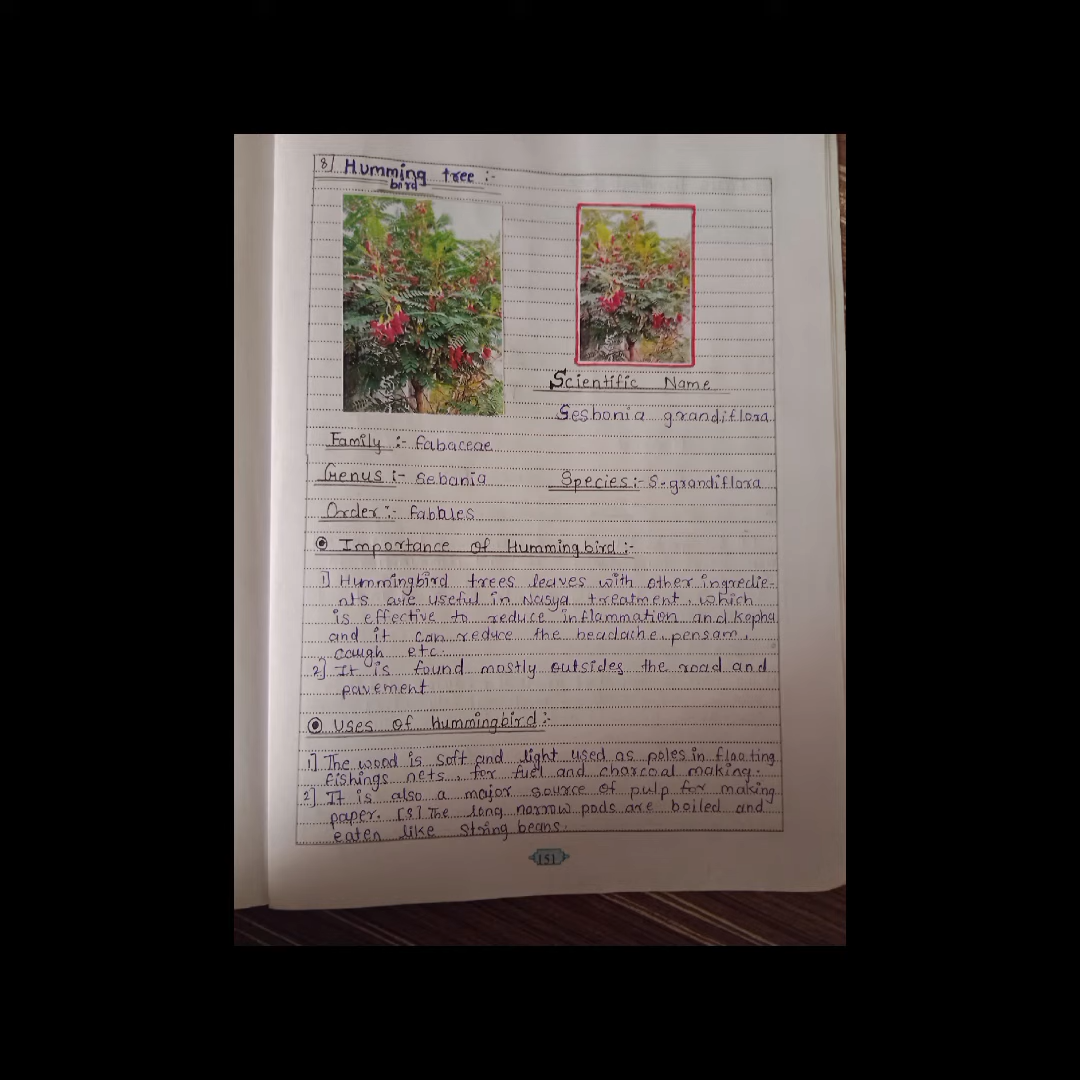 8] Humming tree :-
bird
Scientific Name
Sesbonia grandiflora
Family :- fabaceae
Genus :- Sebania Species :- S-grandiflora
Order :- fabbles
Importance of Hummingbird :-
1] Hummingbird trees leaves with other ingredie-
nts are useful in Nasya treatment, which
is effective to reduce inflammation and kapha
and it can reduce the headache, pensam,
caugh etc.
2] It is found mostly outsides the road and
pavement
Uses of Hummingbird :-
1] The wood is soft and light used as poles in floating
fishings nets, for fuel and charcoal making.
2] It is also a major source of pulp for making
paper. [3] The long narrow pods are boiled and
eaten like string beans.
151